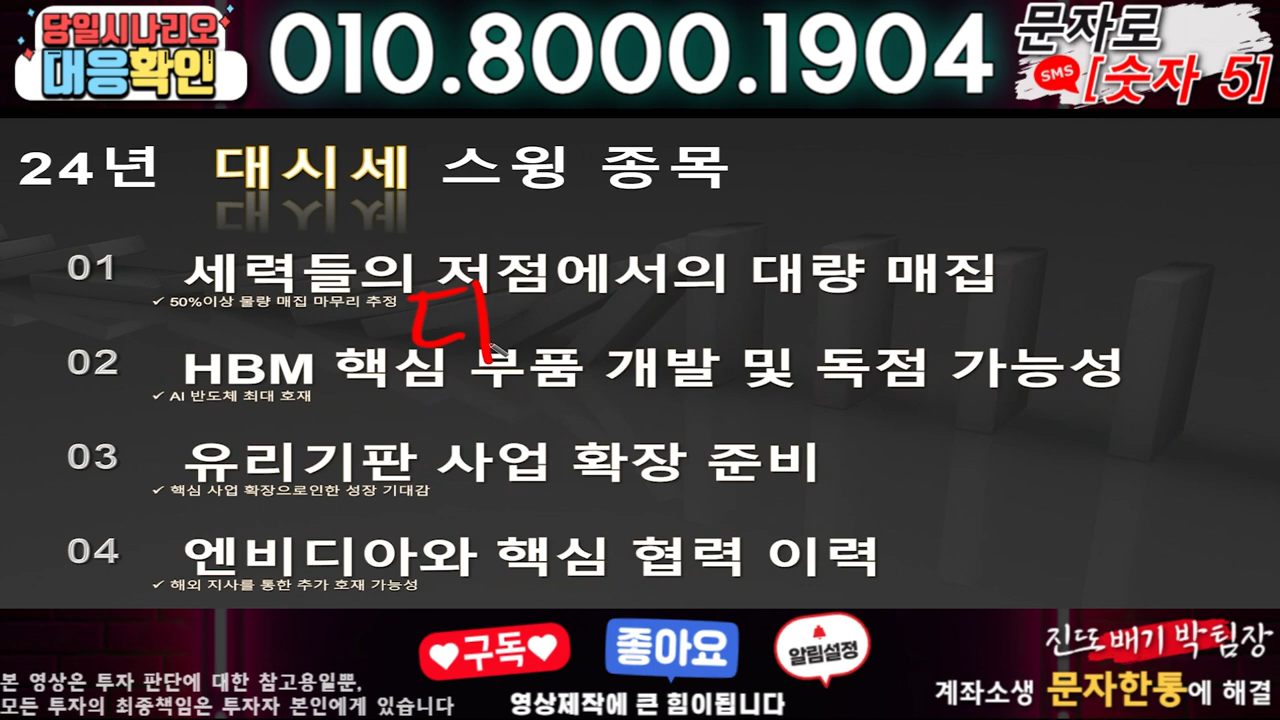 당일시나리오
대응확인
010.8000.1904
문자로
SMS [숫자 5]
24년 대시세 스윙 종목
01 세력들의 저점에서의 대량 매집
✓ 50%이상 물량 매집 마무리 추정
디
02 HBM 핵심 부품 개발 및 독점 가능성
✓ AI 반도체 최대 호재
03 유리기판 사업 확장 준비
✓ 핵심 사업 확장으로인한 성장 기대감
04 엔비디아와 핵심 협력 이력
✓ 해외 지사를 통한 추가 호재 가능성
구독
좋아요
알림설정
영상제작에 큰 힘이됩니다
본 영상은 투자 판단에 대한 참고용일뿐,
모든 투자의 최종책임은 투자자 본인에게 있습니다
진또배기 박팀장
계좌소생 문자한통에 해결